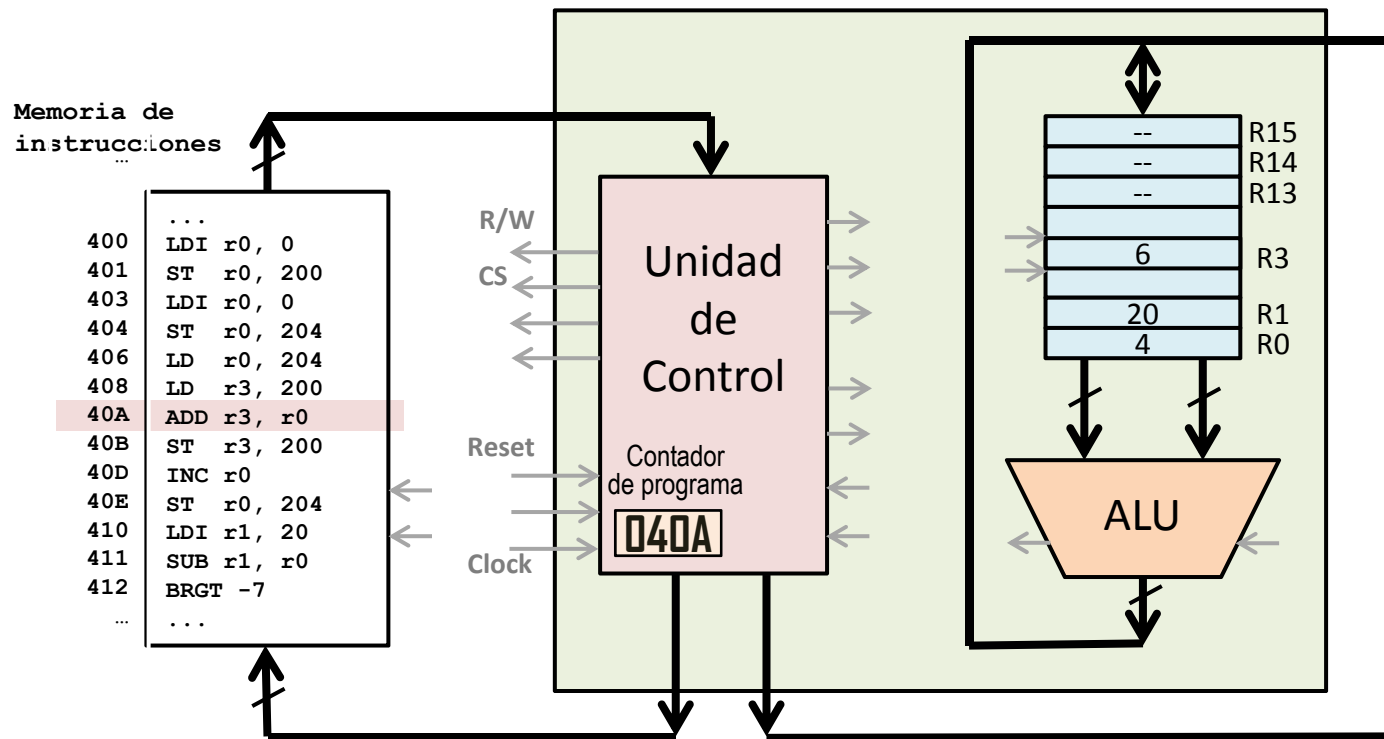 Memoria de
instrucciones
…
...
400 LDI r0, 0
401 ST r0, 200
403 LDI r0, 0
404 ST r0, 204
406 LD r0, 204
408 LD r3, 200
40A ADD r3, r0
40B ST r3, 200
40D INC r0
40E ST r0, 204
410 LDI r1, 20
411 SUB r1, r0
412 BRGT -7
… ...
R/W
CS
Reset
Clock
Unidad
de
Control
Contador
de programa
040A
-- R15
-- R14
-- R13
6 R3
20 R1
4 R0
ALU